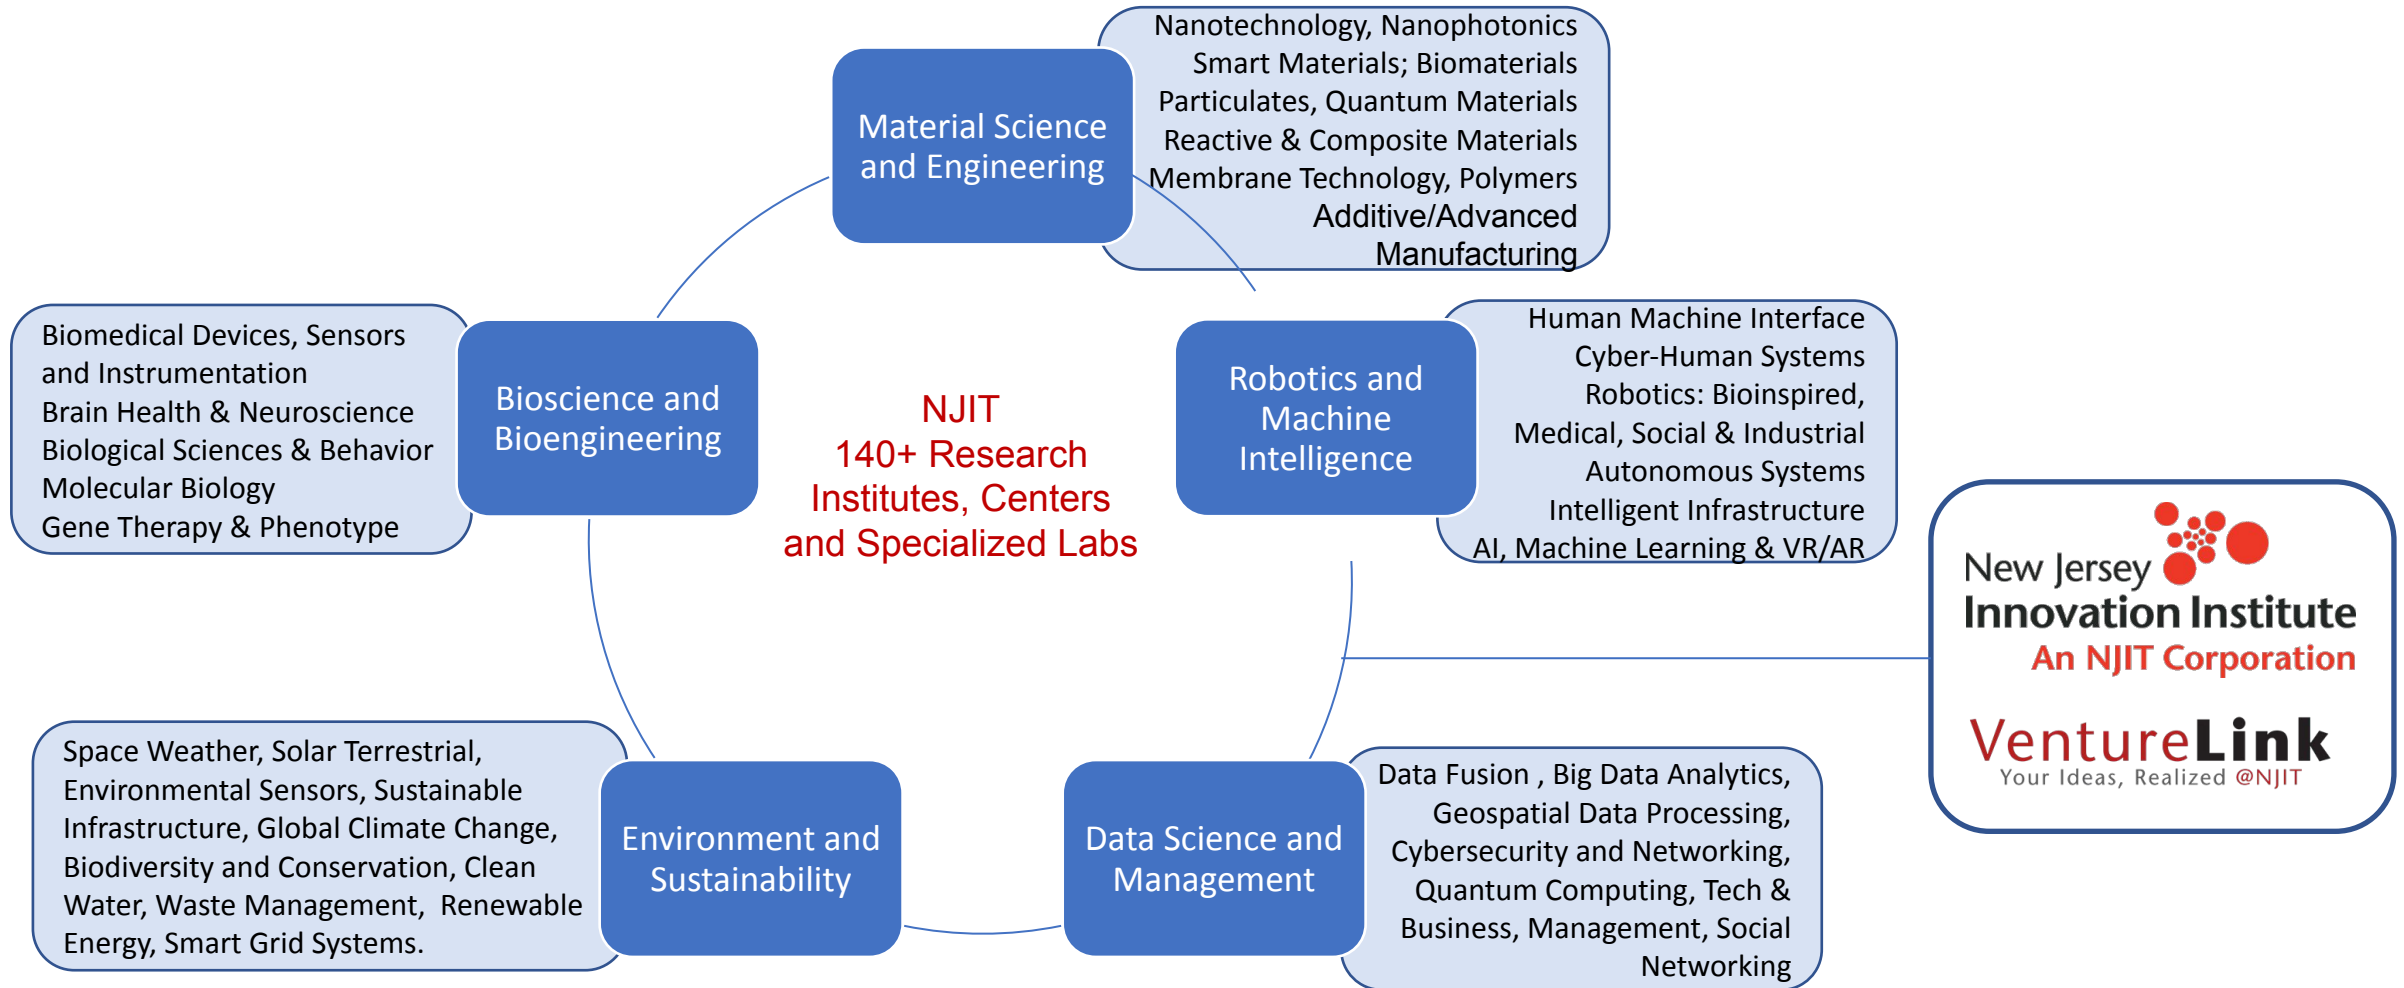 Nanotechnology, Nanophotonics
Smart Materials; Biomaterials
Particulates, Quantum Materials
Reactive & Composite Materials
Membrane Technology, Polymers
Additive/Advanced
Manufacturing
Material Science
and Engineering
Biomedical Devices, Sensors
and Instrumentation
Brain Health & Neuroscience
Biological Sciences & Behavior
Molecular Biology
Gene Therapy & Phenotype
Bioscience and
Bioengineering
NJIT
140+ Research
Institutes, Centers
and Specialized Labs
Robotics and
Machine
Intelligence
Human Machine Interface
Cyber-Human Systems
Robotics: Bioinspired,
Medical, Social & Industrial
Autonomous Systems
Intelligent Infrastructure
AI, Machine Learning & VR/AR
New Jersey
Innovation Institute
An NJIT Corporation
VentureLink
Your Ideas, Realized @NJIT
Space Weather, Solar Terrestrial,
Environmental Sensors, Sustainable
Infrastructure, Global Climate Change,
Biodiversity and Conservation, Clean
Water, Waste Management,  Renewable
Energy, Smart Grid Systems.
Environment and
Sustainability
Data Science and
Management
Data Fusion , Big Data Analytics,
Geospatial Data Processing,
Cybersecurity and Networking,
Quantum Computing, Tech &
Business, Management, Social
Networking